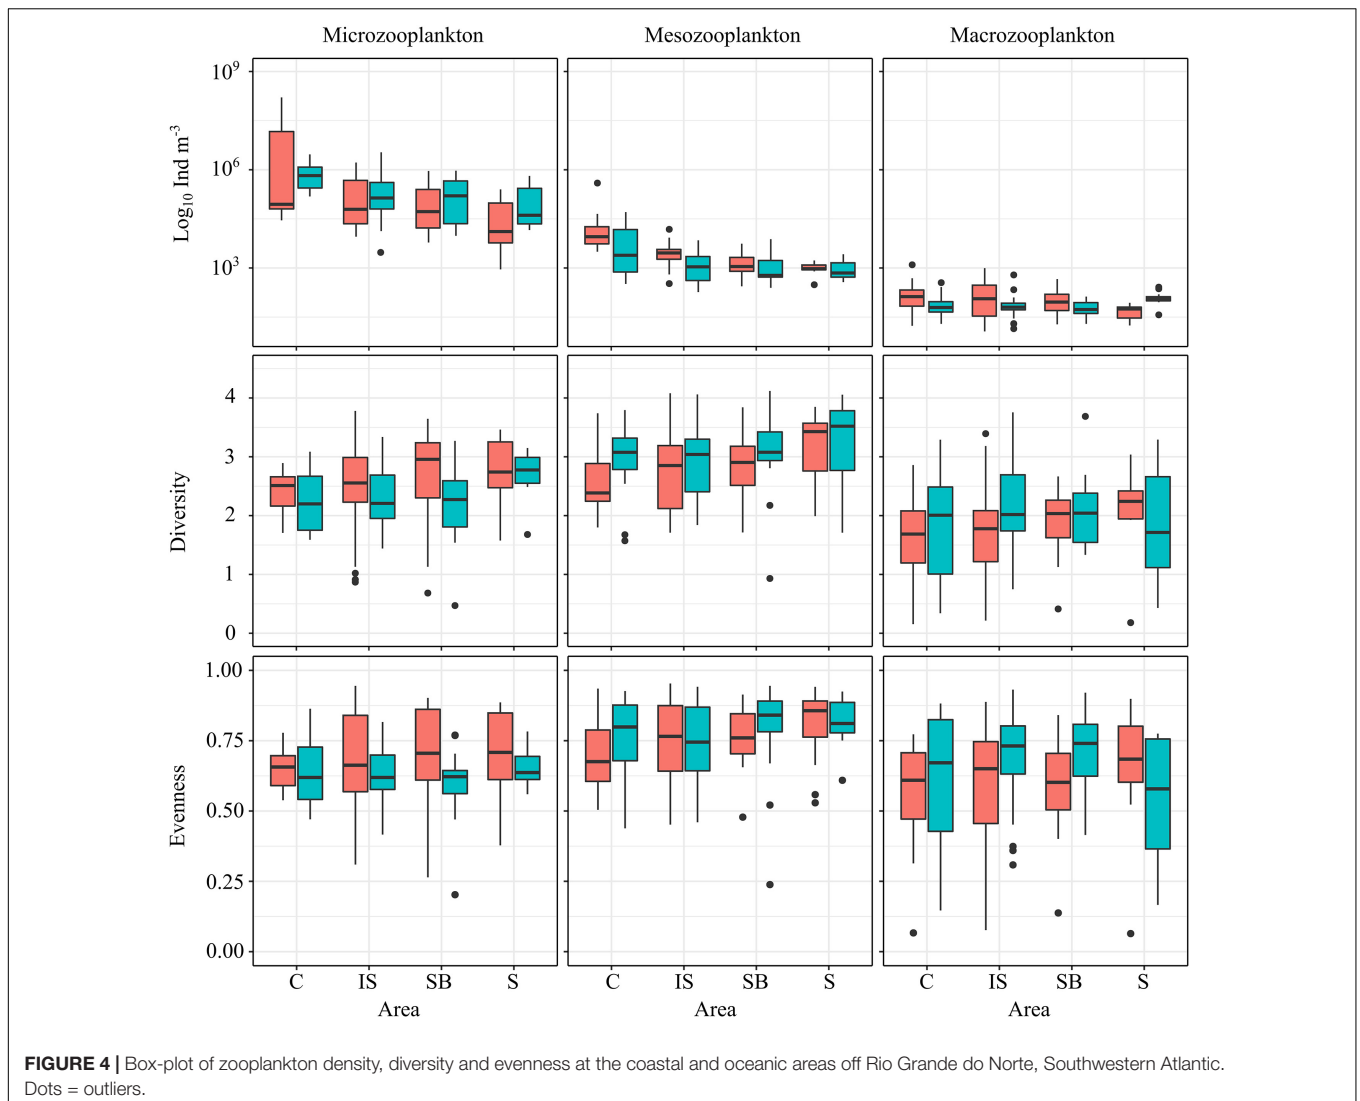 Microzooplankton Mesozooplankton Macrozooplankton
Log₁₀ Ind m⁻³
10⁹
10⁶
10³
Diversity
4
3
2
1
0
Evenness
1.00
0.75
0.50
0.25
0.00
C IS SB S C IS SB S C IS SB S
Area Area Area
FIGURE 4 | Box-plot of zooplankton density, diversity and evenness at the coastal and oceanic areas off Rio Grande do Norte, Southwestern Atlantic.
Dots = outliers.